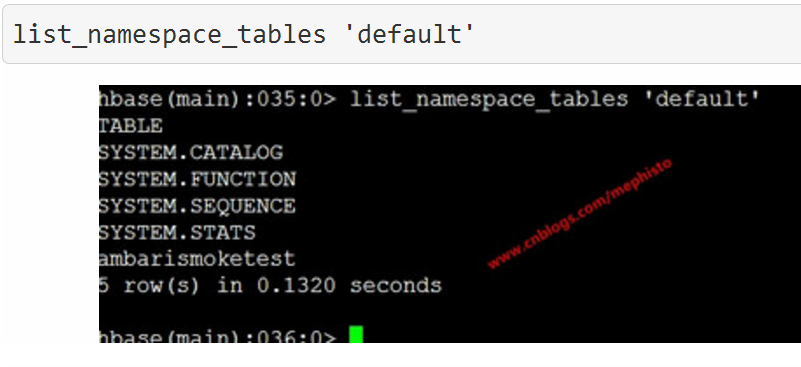 list_namespace_tables 'default'
hbase(main):035:0> list_namespace_tables 'default'
TABLE
SYSTEM.CATALOG
SYSTEM.FUNCTION
SYSTEM.SEQUENCE
SYSTEM.STATS
ambarismoketest
5 row(s) in 0.1320 seconds
www.cnblogs.com/mephisto
hbase(main):036:0>